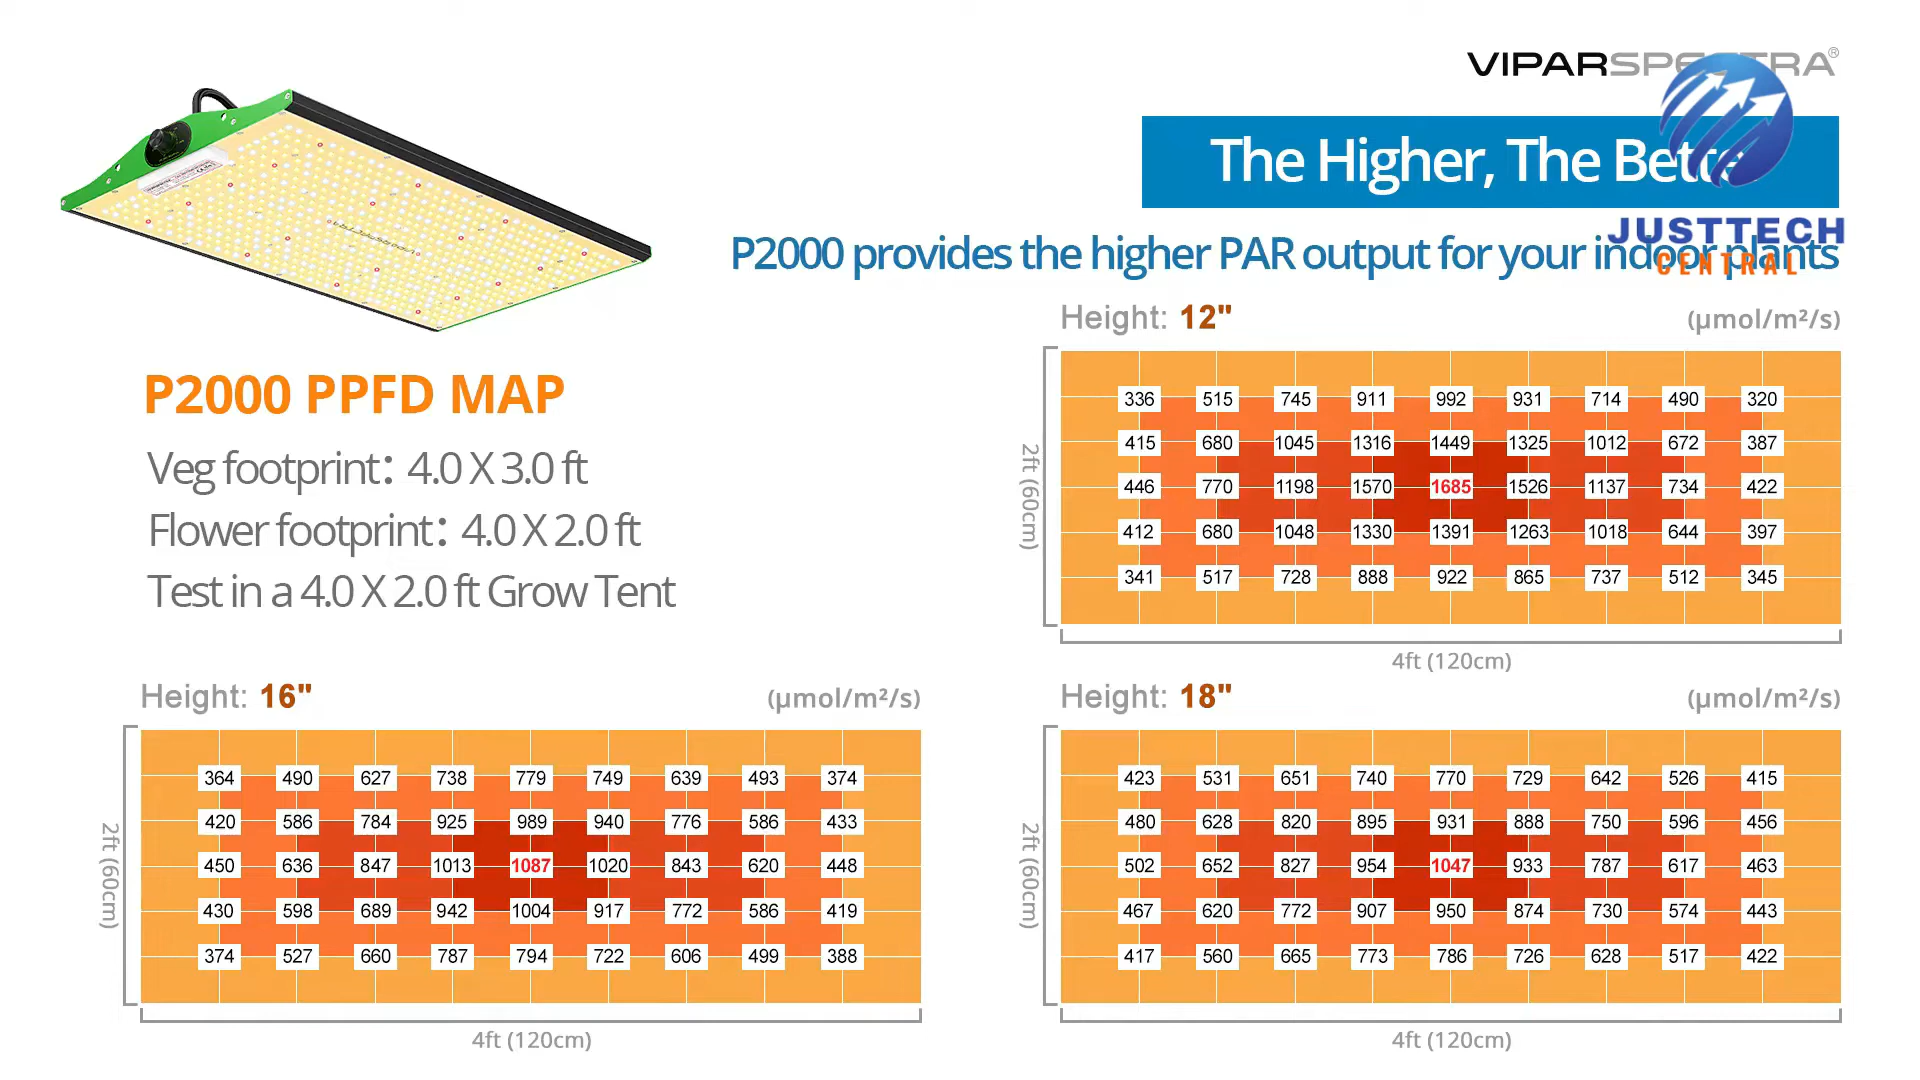 VIPARSPECTRA®
The Higher, The Bette
JUSTTECH
P2000 provides the higher PAR output for your indoor plants
CENTRAL
Height: 12" (μmol/m²/s)
P2000 PPFD MAP
Veg footprint: 4.0 X 3.0 ft
Flower footprint: 4.0 X 2.0 ft
Test in a 4.0 X 2.0 ft Grow Tent
2ft (60cm)
336 515 745 911 992 931 714 490 320
415 680 1045 1316 1449 1325 1012 672 387
446 770 1198 1570 1685 1526 1137 734 422
412 680 1048 1330 1391 1263 1018 644 397
341 517 728 888 922 865 737 512 345
4ft (120cm)
Height: 16" (μmol/m²/s)
2ft (60cm)
364 490 627 738 779 749 639 493 374
420 586 784 925 989 940 776 586 433
450 636 847 1013 1087 1020 843 620 448
430 598 689 942 1004 917 772 586 419
374 527 660 787 794 722 606 499 388
4ft (120cm)
Height: 18" (μmol/m²/s)
2ft (60cm)
423 531 651 740 770 729 642 526 415
480 628 820 895 931 888 750 596 456
502 652 827 954 1047 933 787 617 463
467 620 772 907 950 874 730 574 443
417 560 665 773 786 726 628 517 422
4ft (120cm)